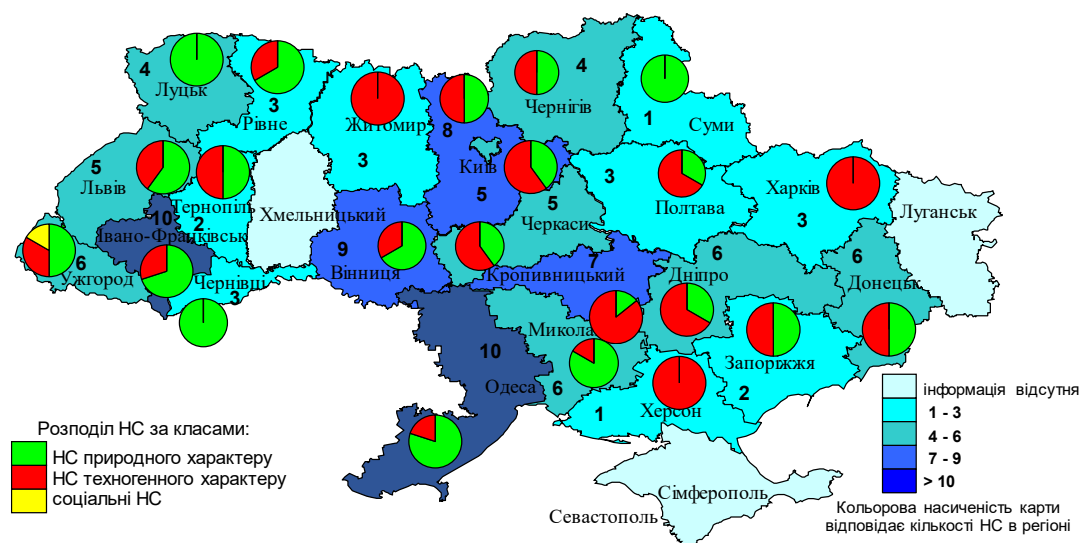 4
Луцьк
3
Рівне
Житомир
3
8
Київ
5
4
Чернігів
1
Суми
5
Львів
10
Тернопіль
2
Івано-Франківськ
Хмельницький
9
Вінниця
5
Черкаси
3
Полтава
Харків
3
Луганськ
6
Ужгород
Чернівці
3
Кропивницький
7
6
Дніпро
6
Донецьк
Микола
6
10
Одеса
Запоріжжя
2
1
Херсон
Сімферополь
Севастополь
Розподіл НС за класами:
НС природного характеру
НС техногенного характеру
соціальні НС
інформація відсутня
1 - 3
4 - 6
7 - 9
> 10
Кольорова насиченість карти
відповідає кількості НС в регіоні